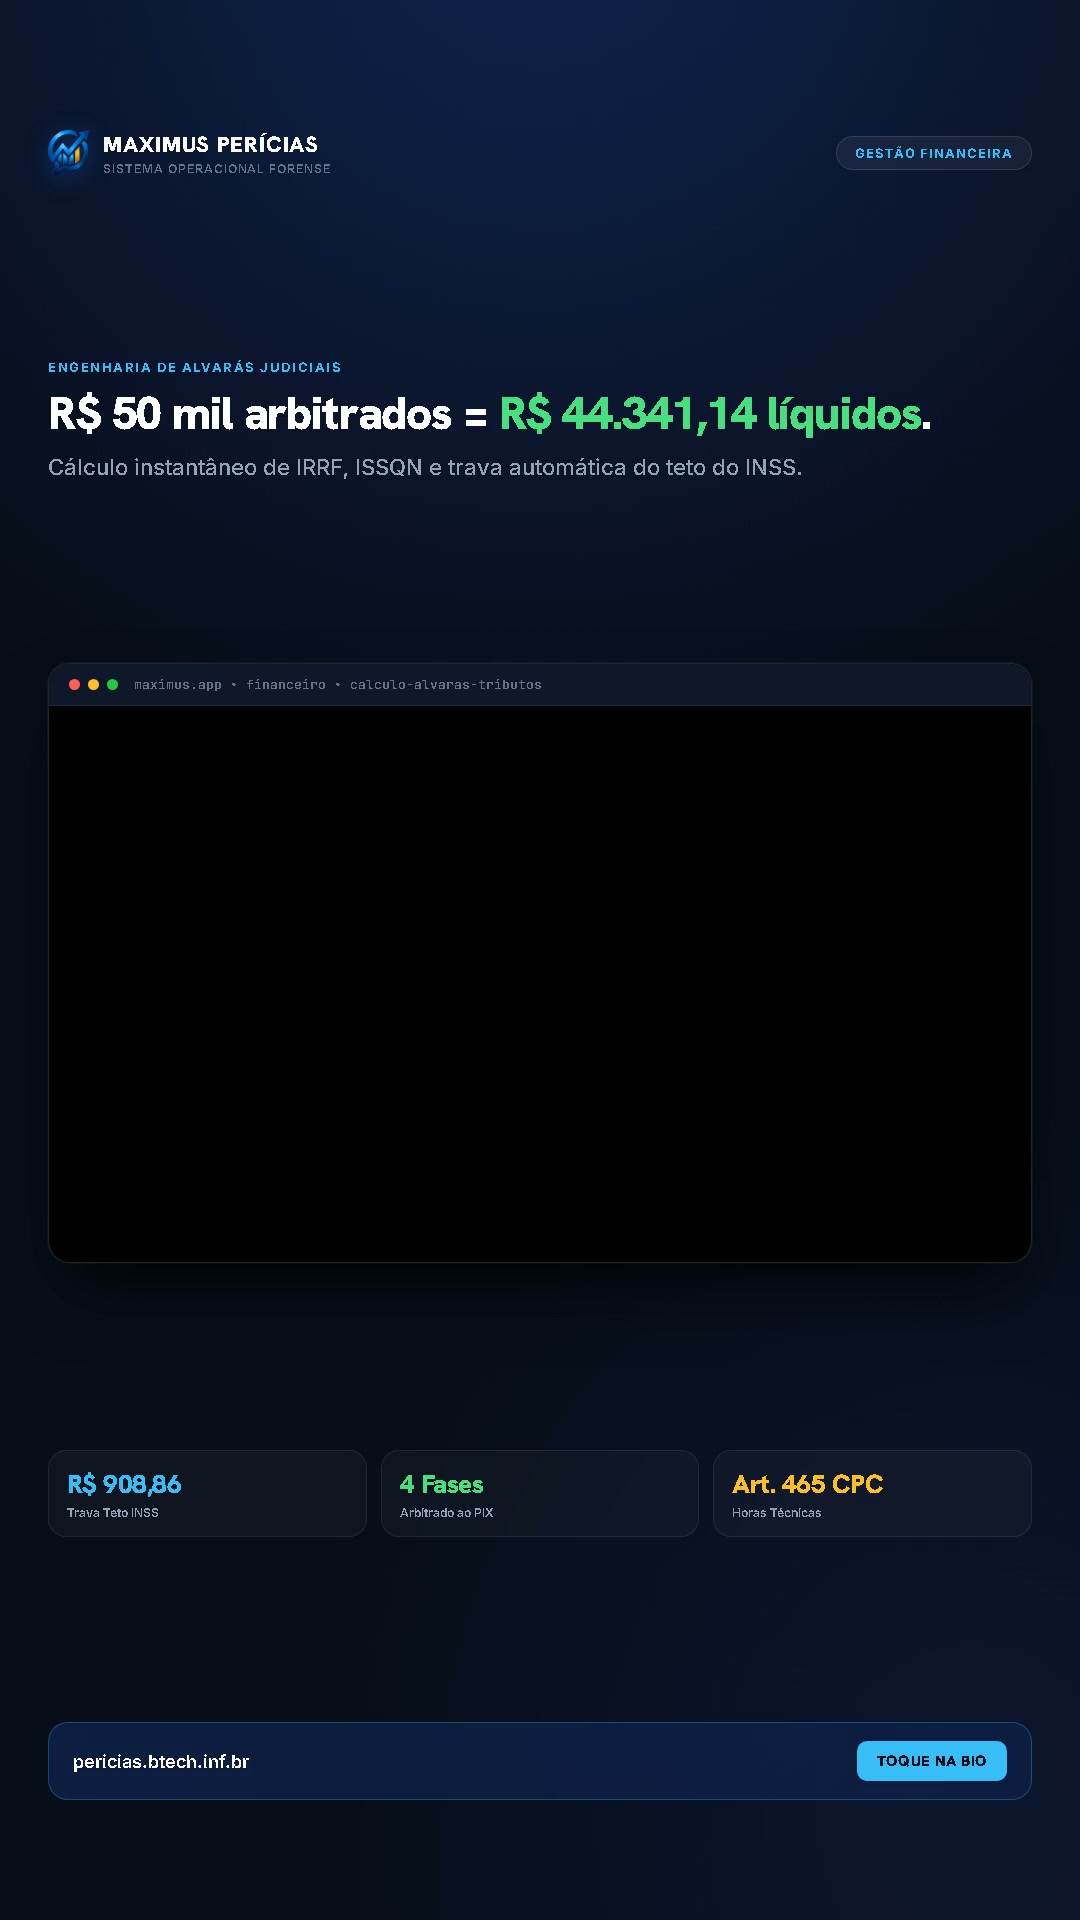 MAXIMUS PERÍCIAS
SISTEMA OPERACIONAL FORENSE
GESTÃO FINANCEIRA
ENGENHARIA DE ALVARÁS JUDICIAIS
R$ 50 mil arbitrados = R$ 44.341,14 líquidos.
Cálculo instantâneo de IRRF, ISSQN e trava automática do teto do INSS.
maximus.app • financeiro • calculo-alvaras-tributos
R$ 908,86
Trava Teto INSS
4 Fases
Arbitrado ao PIX
Art. 465 CPC
Horas Técnicas
pericias.btech.inf.br
TOQUE NA BIO